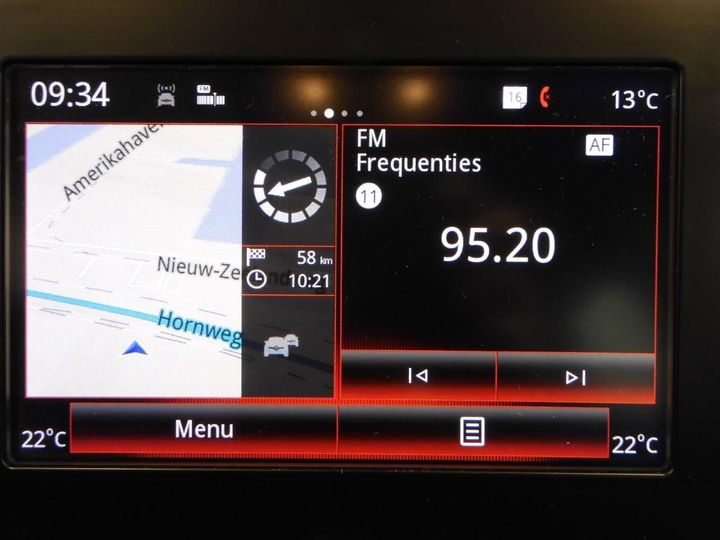 09:34
FM
16
13°C
FM
Frequenties
AF
11
95.20
Amerikahaven
58 km
10:21
Nieuw-Ze
Hornweg
22°C
Menu
22°C